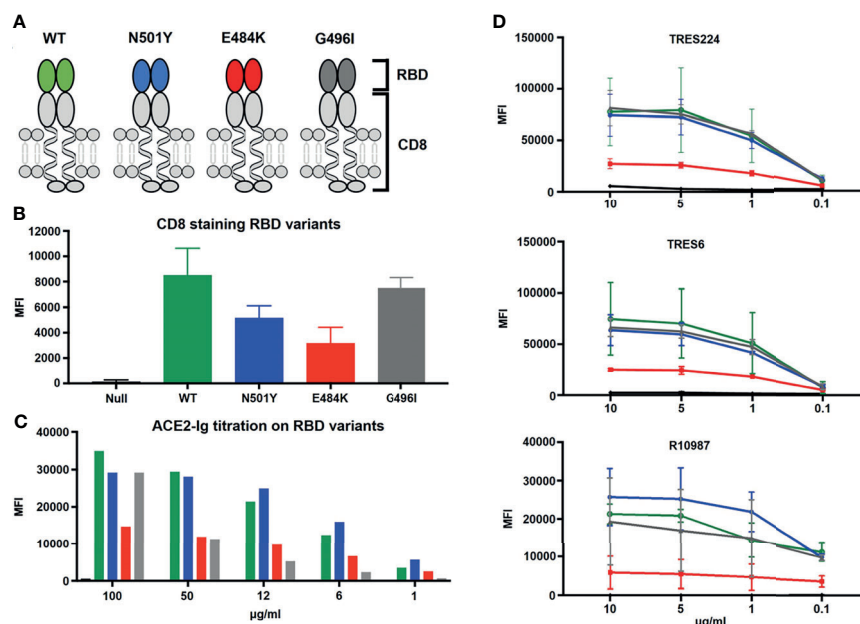 A
WT N501Y E484K G496I
RBD
CD8
B
CD8 staining RBD variants
MFI
12000
10000
8000
6000
4000
2000
0
Null WT N501Y E484K G496I
C
ACE2-Ig titration on RBD variants
MFI
40000
30000
20000
10000
0
100 50 12 6 1
µg/ml
D
TRES224
MFI
150000
100000
50000
0
10 5 1 0.1
TRES6
MFI
150000
100000
50000
0
10 5 1 0.1
R10987
MFI
40000
30000
20000
10000
0
10 5 1 0.1
µg/ml